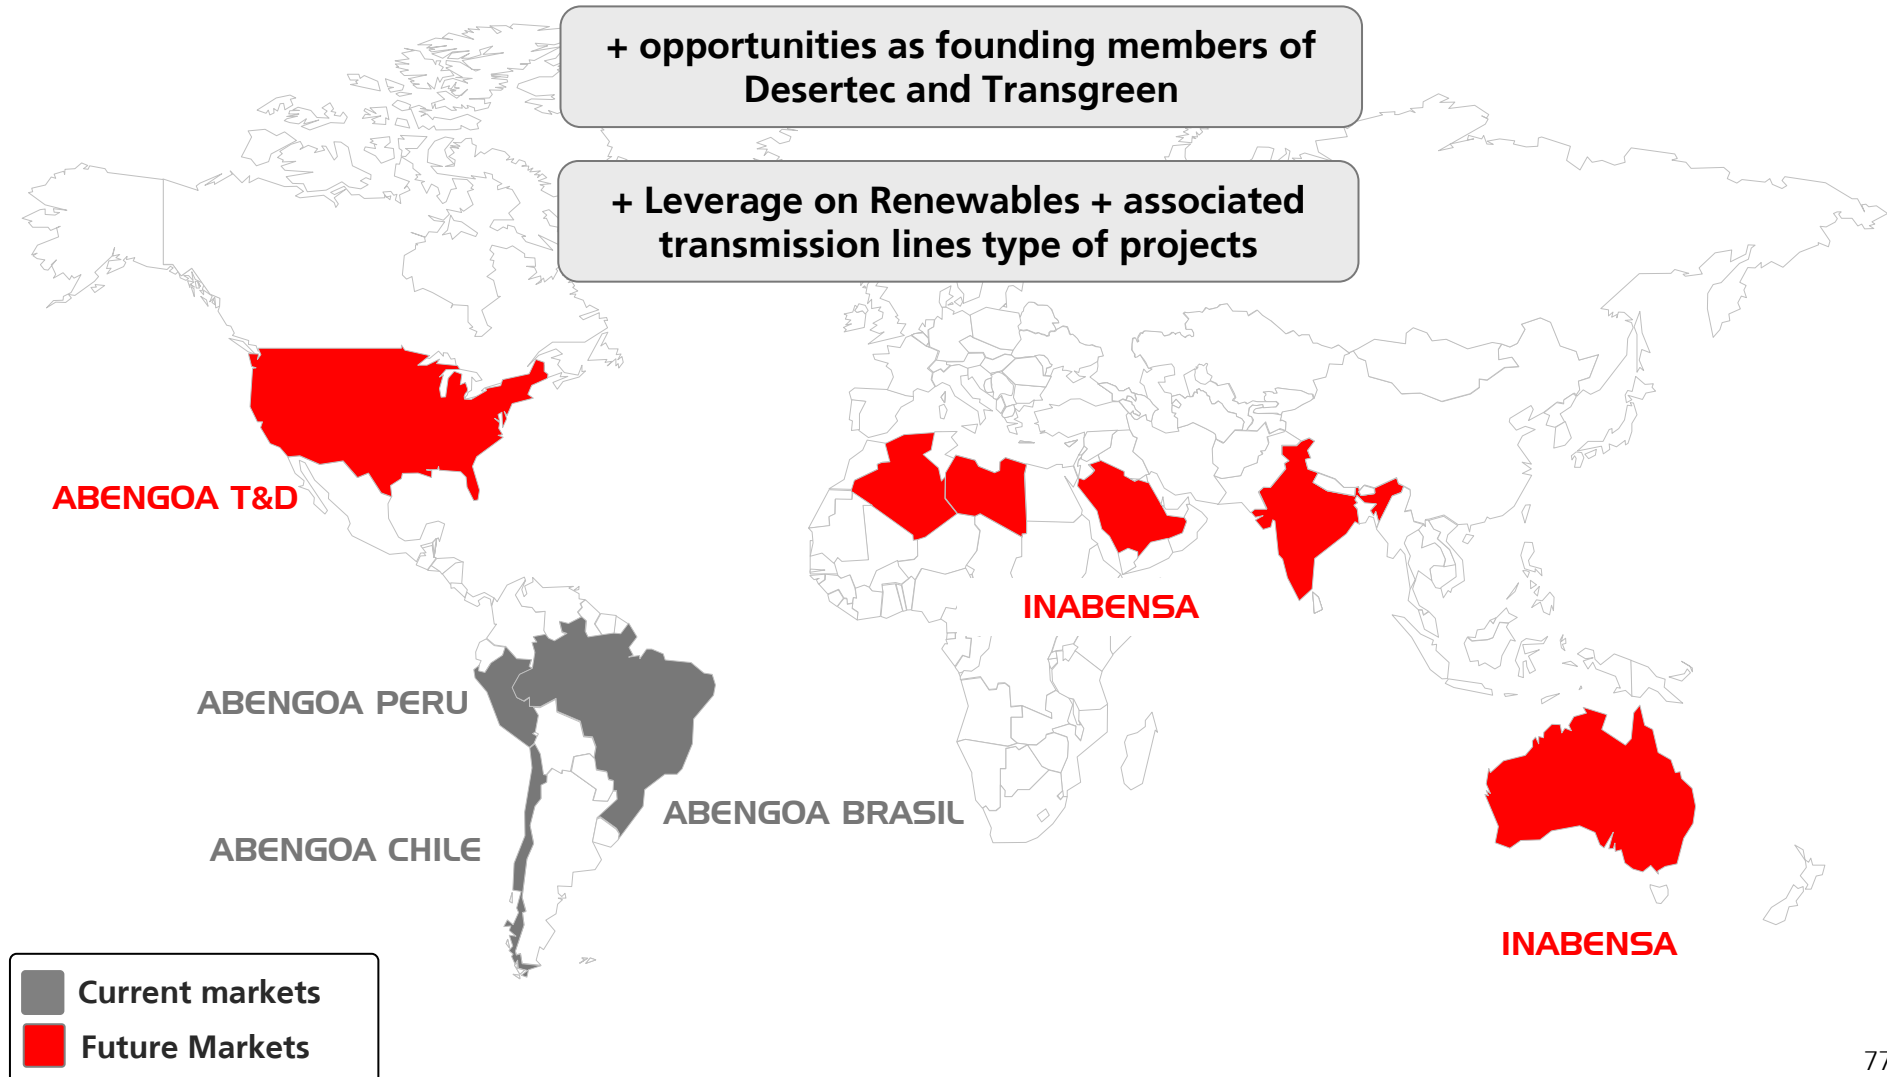 + opportunities as founding members of
Desertec and Transgreen
+ Leverage on Renewables + associated
transmission lines type of projects
ABENGOA T&D
INABENSA
ABENGOA PERU
ABENGOA BRASIL
ABENGOA CHILE
INABENSA
Current markets
Future Markets
77